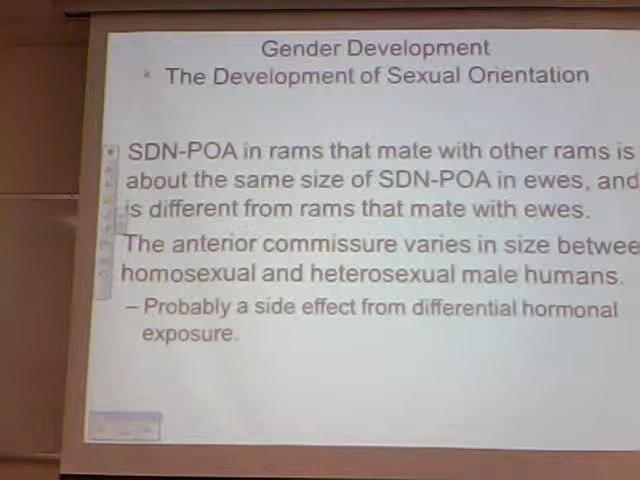 Gender Development
The Development of Sexual Orientation
SDN-POA in rams that mate with other rams is
about the same size of SDN-POA in ewes, and
is different from rams that mate with ewes.
The anterior commissure varies in size betwee
homosexual and heterosexual male humans.
– Probably a side effect from differential hormonal
exposure.